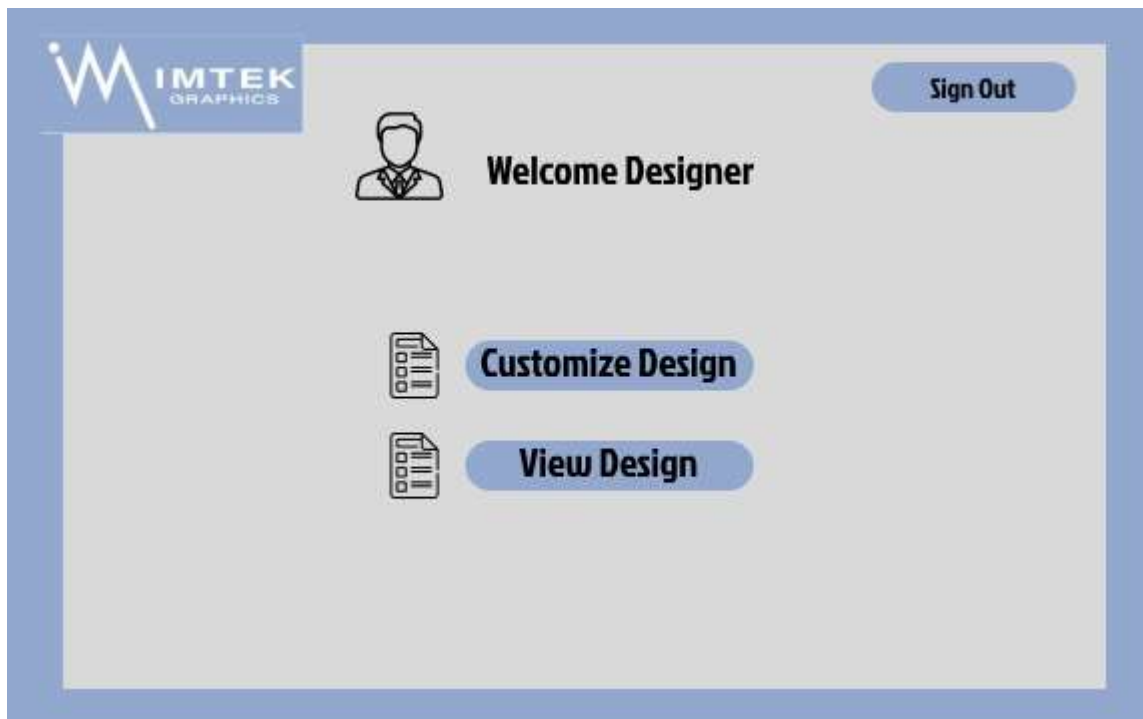 IMTEK
GRAPHICS
Sign Out
Welcome Designer
Customize Design
View Design